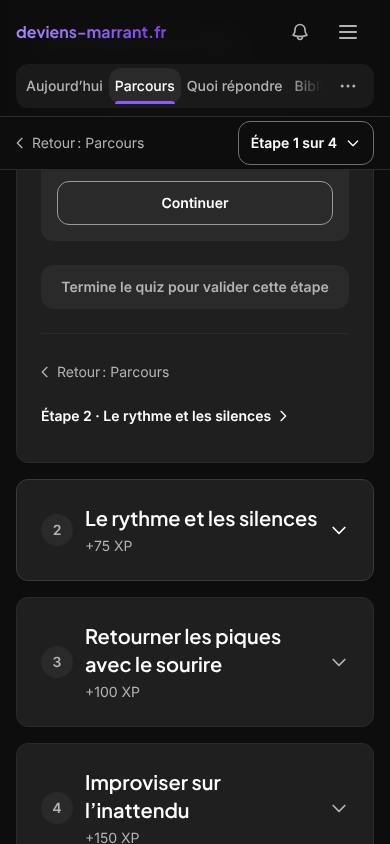 deviens-marrant.fr
Aujourd’hui Parcours Quoi répondre Bibl
Retour : Parcours
Étape 1 sur 4
Continuer
Termine le quiz pour valider cette étape
Retour : Parcours
Étape 2 · Le rythme et les silences
2
Le rythme et les silences
+75 XP
3
Retourner les piques
avec le sourire
+100 XP
4
Improviser sur
l’inattendu
+150 XP